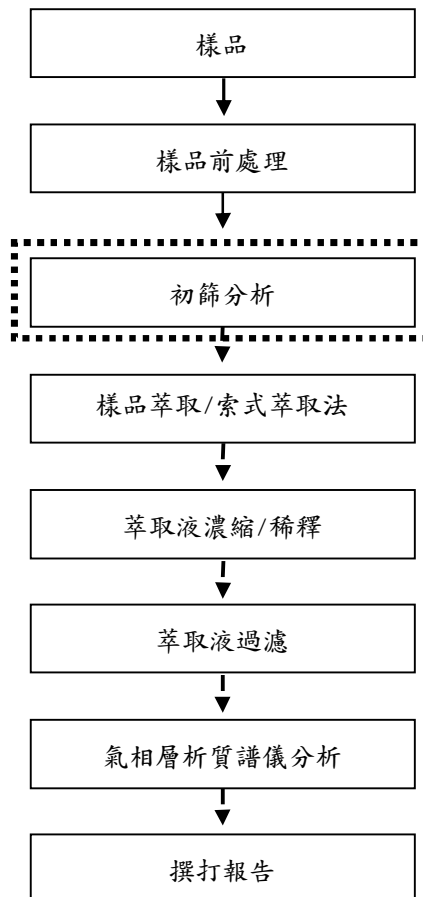 樣品
樣品前處理
初篩分析
樣品萃取/索式萃取法
萃取液濃縮/稀釋
萃取液過濾
氣相層析質譜儀分析
撰打報告